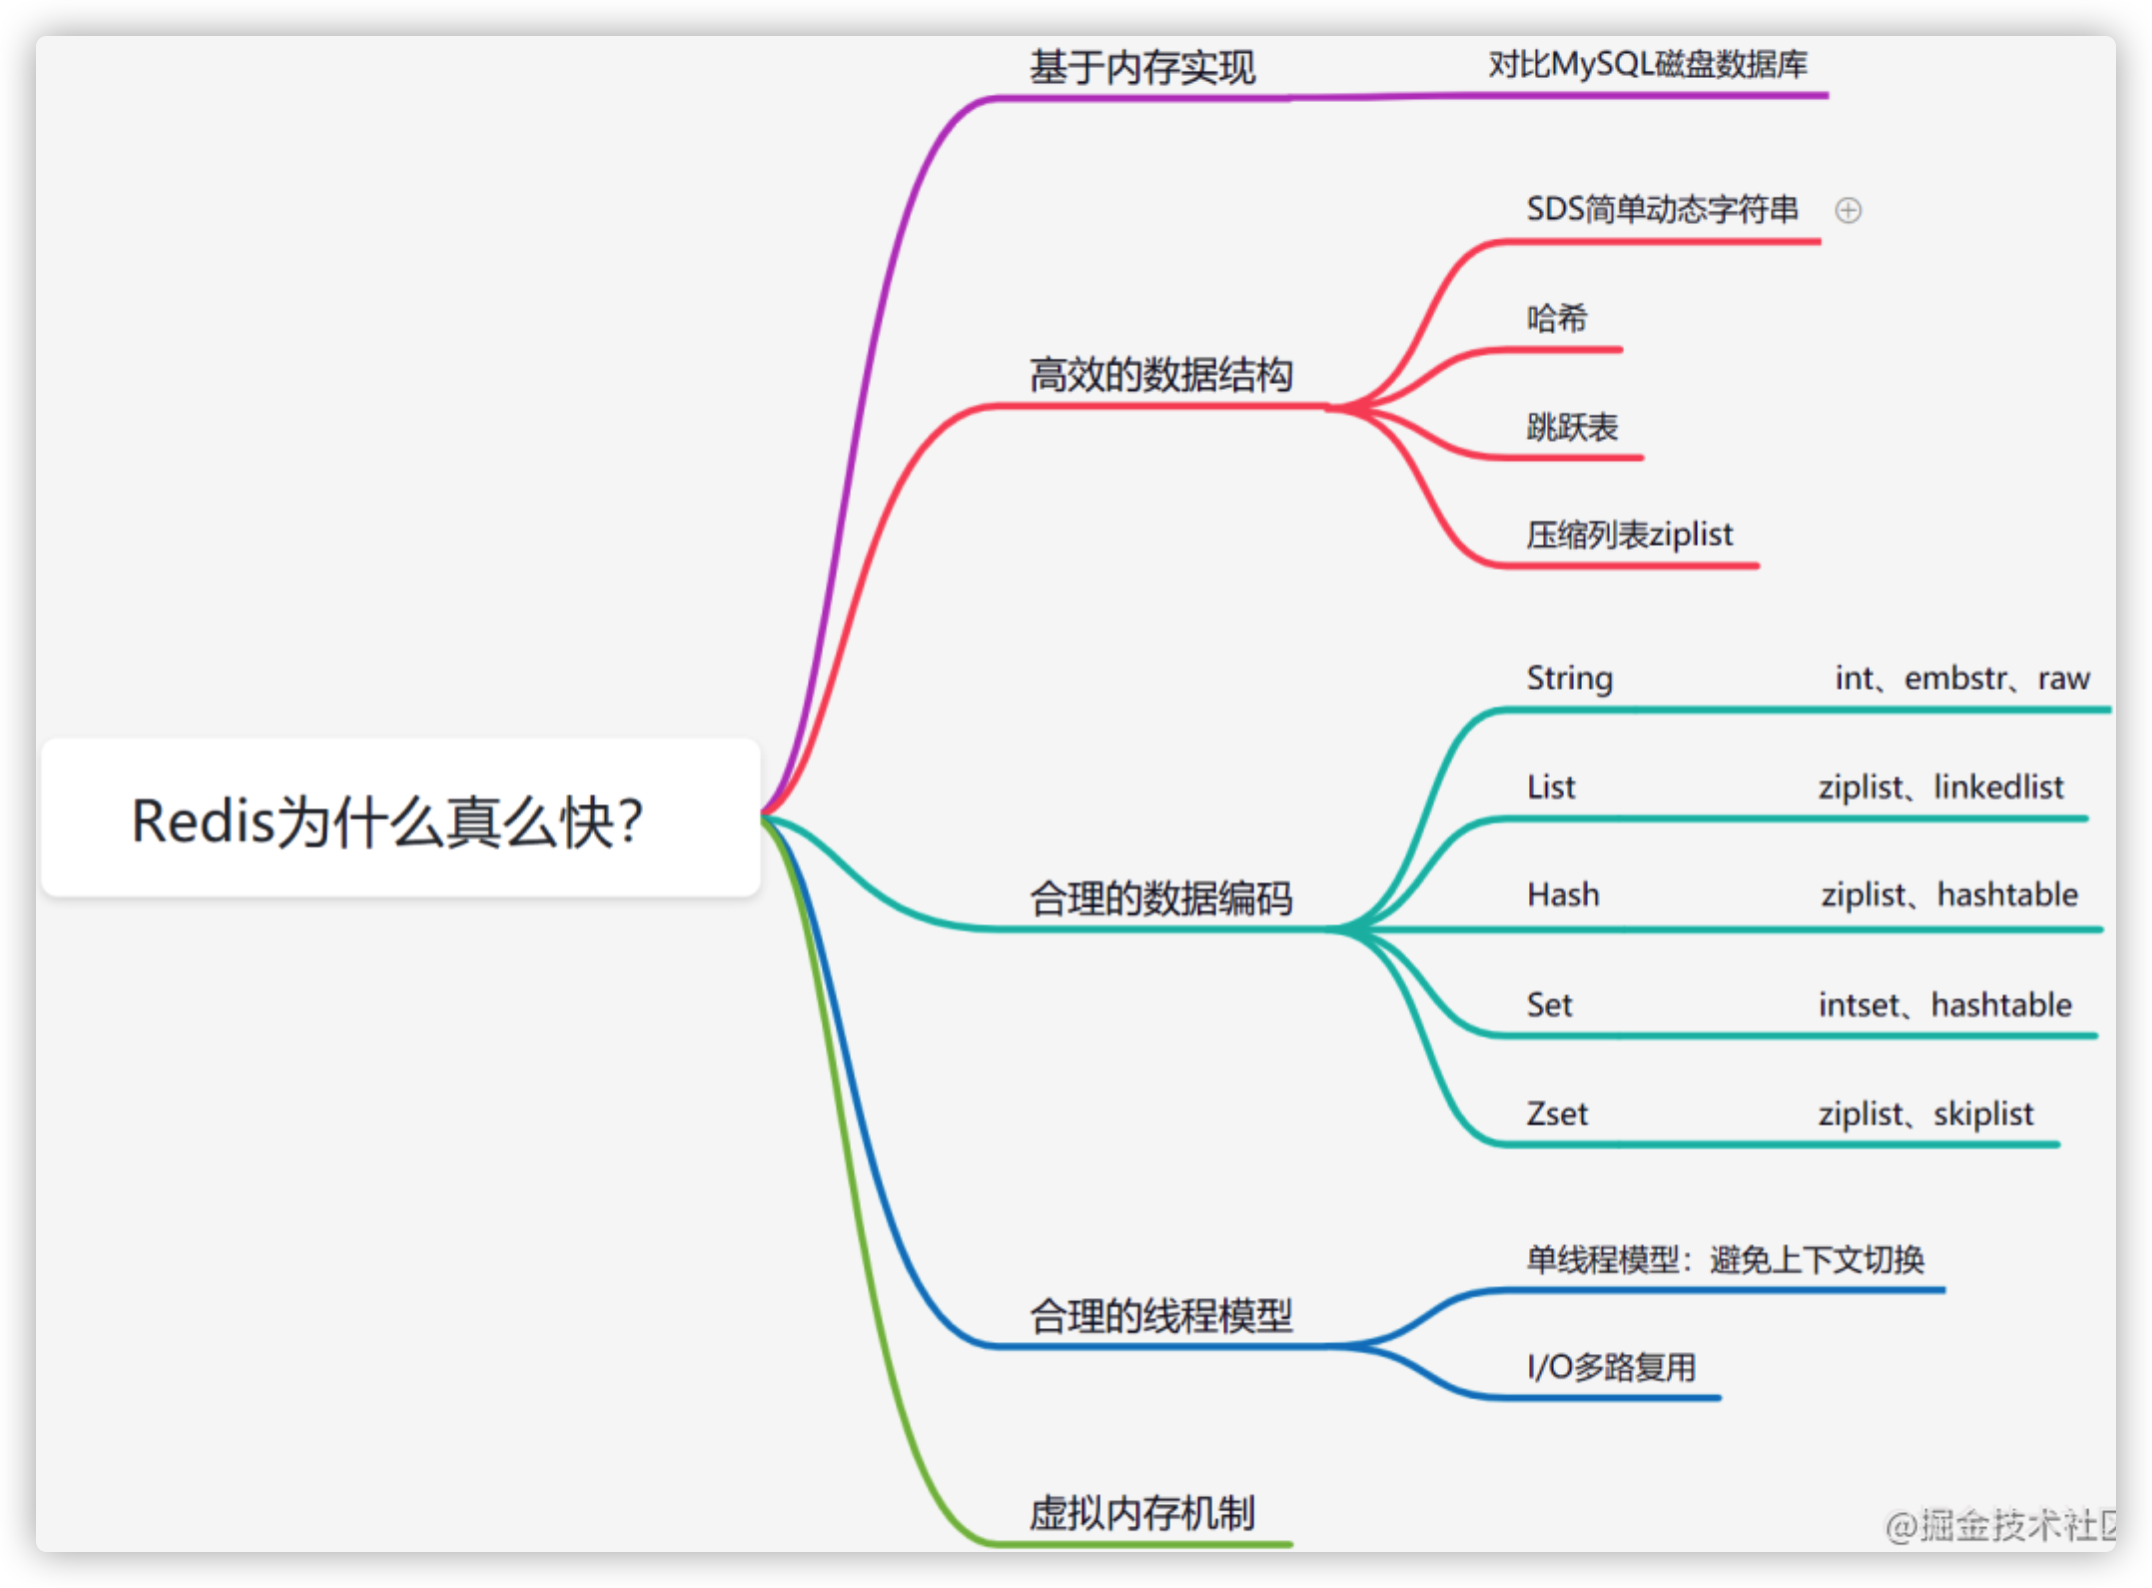 基于内存实现
对比MySQL磁盘数据库
SDS简单动态字符串
哈希
高效的数据结构
跳跃表
压缩列表ziplist
String
int、embstr、raw
List
ziplist、linkedlist
Redis为什么真么快?
合理的数据编码
Hash
ziplist、hashtable
Set
intset、hashtable
Zset
ziplist、skiplist
单线程模型：避免上下文切换
合理的线程模型
I/O多路复用
虚拟内存机制
@掘金技术社区